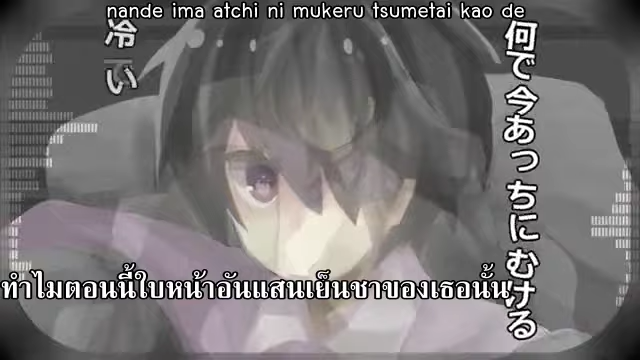 nande ima atchi ni mukeru tsumetai kao de
何で今あっちにむける
冷い
ทำไมตอนนี้ใบหน้าอันแสนเย็นชาของเธอนั้น